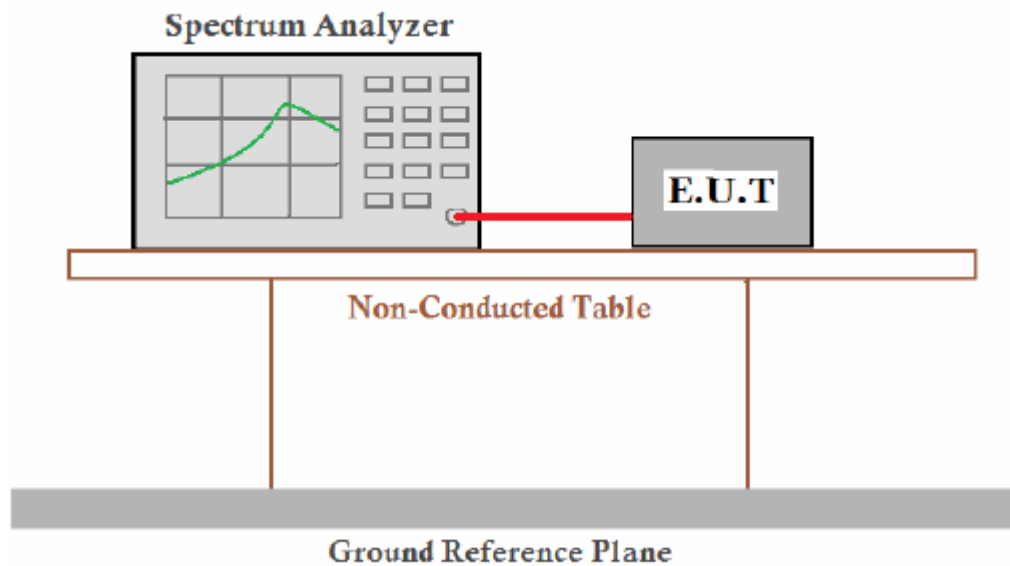 Spectrum Analyzer
E.U.T
Non-Conducted Table
Ground Reference Plane